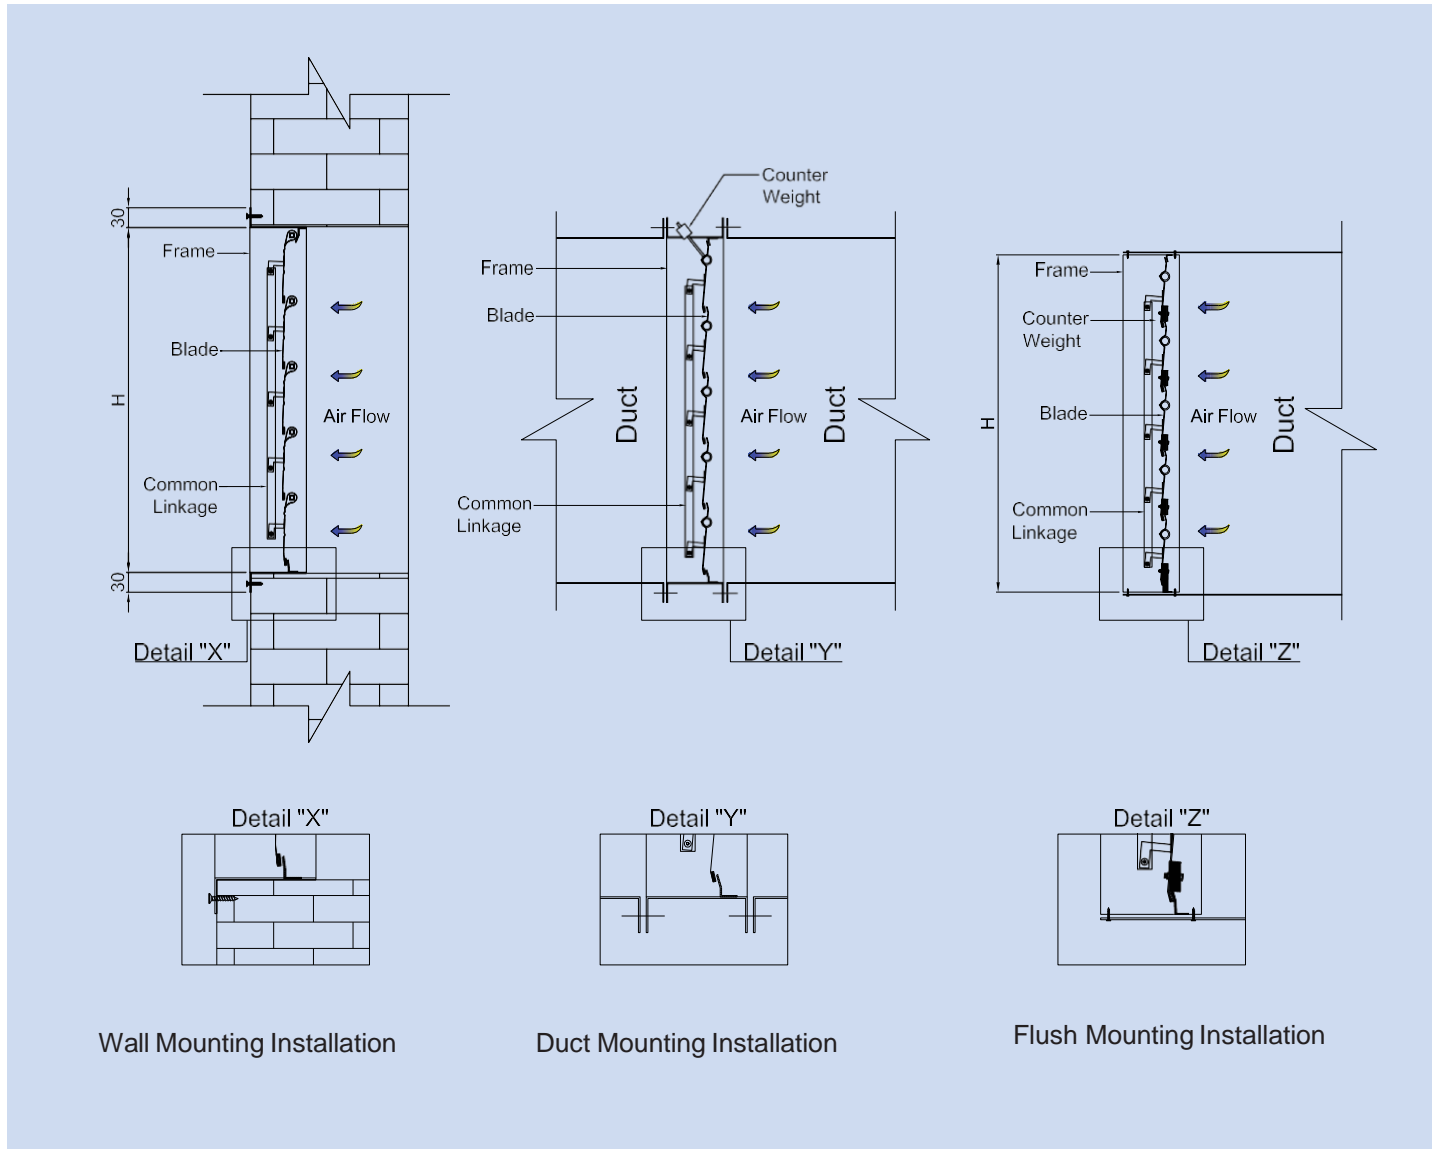 30
Frame
Blade
H
Air Flow
Common
Linkage
30
Detail "X"
Counter
Weight
Frame
Blade
Duct
Air Flow
Duct
Common
Linkage
Detail "Y"
Frame
Counter
Weight
Blade
H
Air Flow
Duct
Common
Linkage
Detail "Z"
Detail "X"
Detail "Y"
Detail "Z"
Wall Mounting Installation
Duct Mounting Installation
Flush Mounting Installation